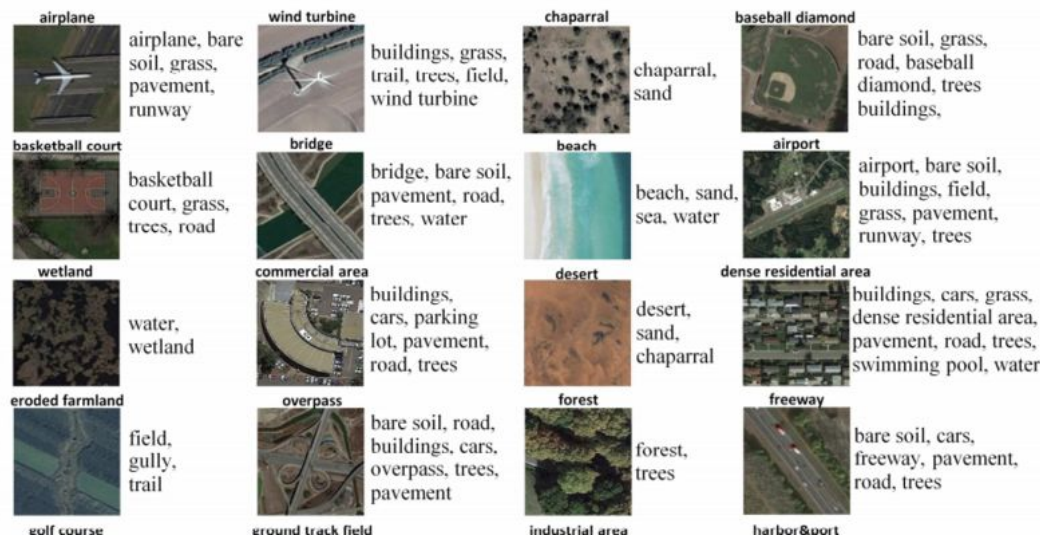 airplane
airplane, bare
soil, grass,
pavement,
runway
wind turbine
buildings, grass,
trail, trees, field,
wind turbine
chaparral
chaparral,
sand
baseball diamond
bare soil, grass,
road, baseball
diamond, trees
buildings,
basketball court
basketball
court, grass,
trees, road
bridge
bridge, bare soil,
pavement, road,
trees, water
beach
beach, sand,
sea, water
airport
airport, bare soil,
buildings, field,
grass, pavement,
runway, trees
wetland
water,
wetland
commercial area
buildings,
cars, parking
lot, pavement,
road, trees
desert
desert,
sand,
chaparral
dense residential area
buildings, cars, grass,
dense residential area,
pavement, road, trees,
swimming pool, water
eroded farmland
field,
gully,
trail
overpass
bare soil, road,
buildings, cars,
overpass, trees,
pavement
forest
forest,
trees
freeway
bare soil, cars,
freeway, pavement,
road, trees
golf course
ground track field
industrial area
harbor&port